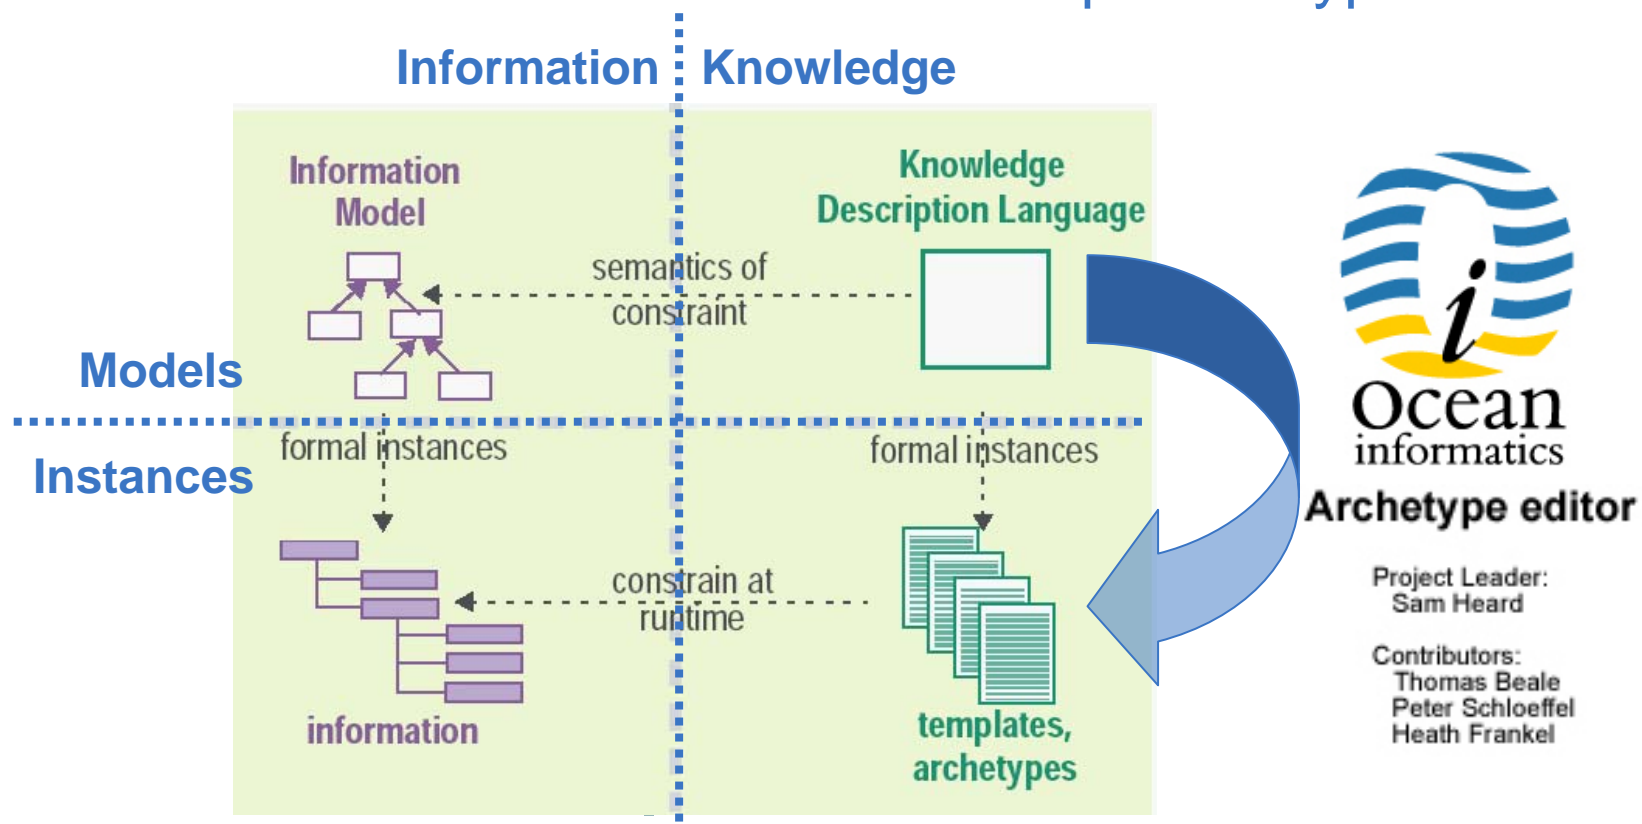 Information
Knowledge
Information
Model
Knowledge
Description Language
semantics of
constraint
Models
Instances
formal instances
formal instances
constrain at
runtime
information
templates,
archetypes
i
Ocean
informatics
Archetype editor
Project Leader:
Sam Heard
Contributors:
Thomas Beale
Peter Schloeffel
Heath Frankel